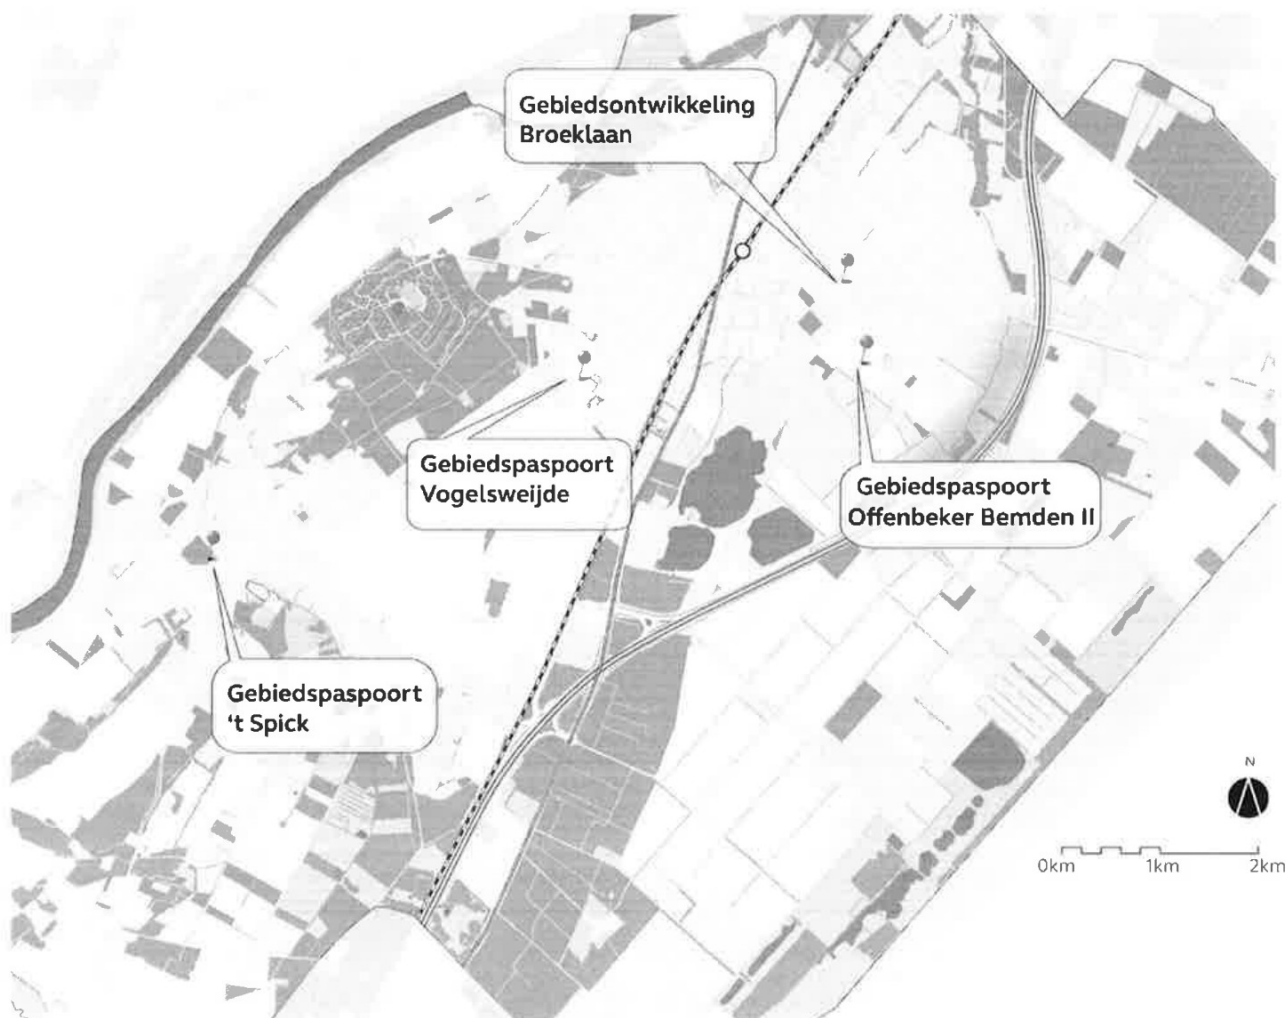 Gebiedsontwikkeling
Broeklaan
Gebiedspaspoort
Vogelsweijde
Gebiedspaspoort
Offenbeker Bemden II
Gebiedspaspoort
‘t Spick
N
0km 1km 2km